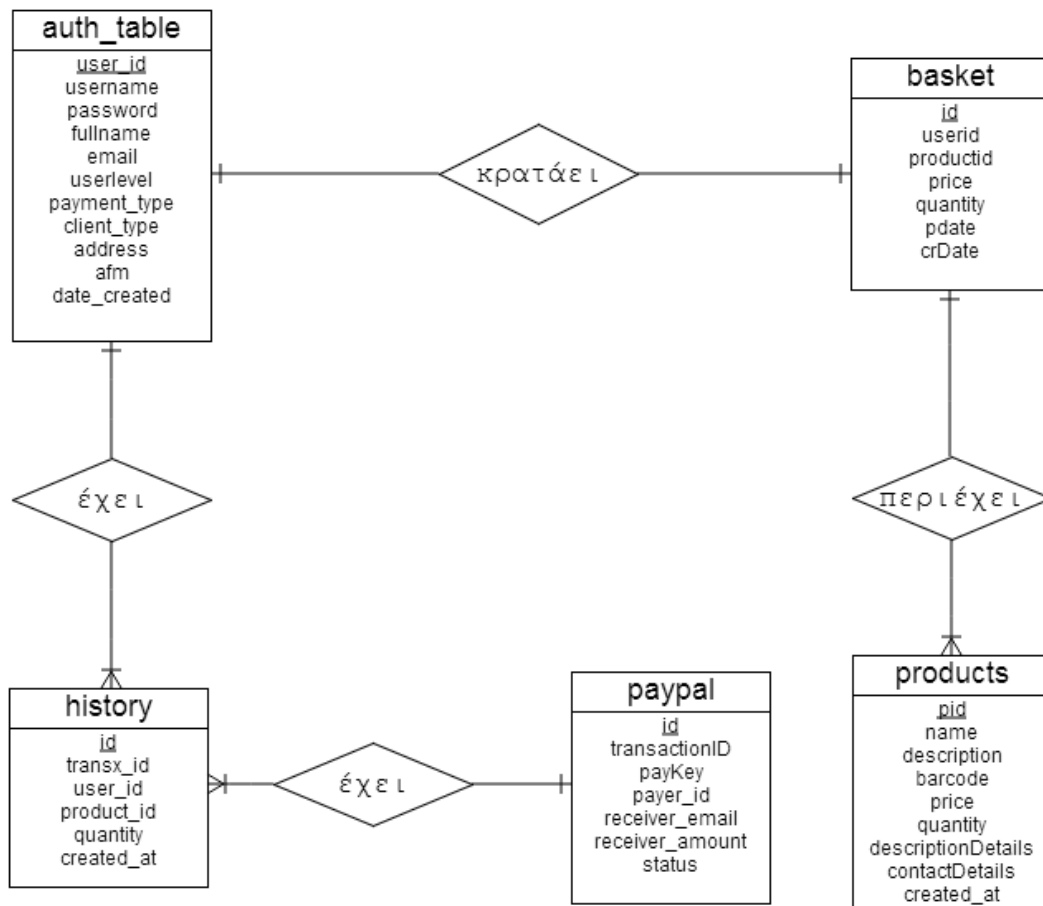 auth_table
user_id
username
password
fullname
email
userlevel
payment_type
client_type
address
afm
date_created
κρατάει
basket
id
userid
productid
price
quantity
pdate
crDate
έχει
περιέχει
history
id
transx_id
user_id
product_id
quantity
created_at
έχει
paypal
id
transactionID
payKey
payer_id
receiver_email
receiver_amount
status
products
pid
name
description
barcode
price
quantity
descriptionDetails
contactDetails
created_at